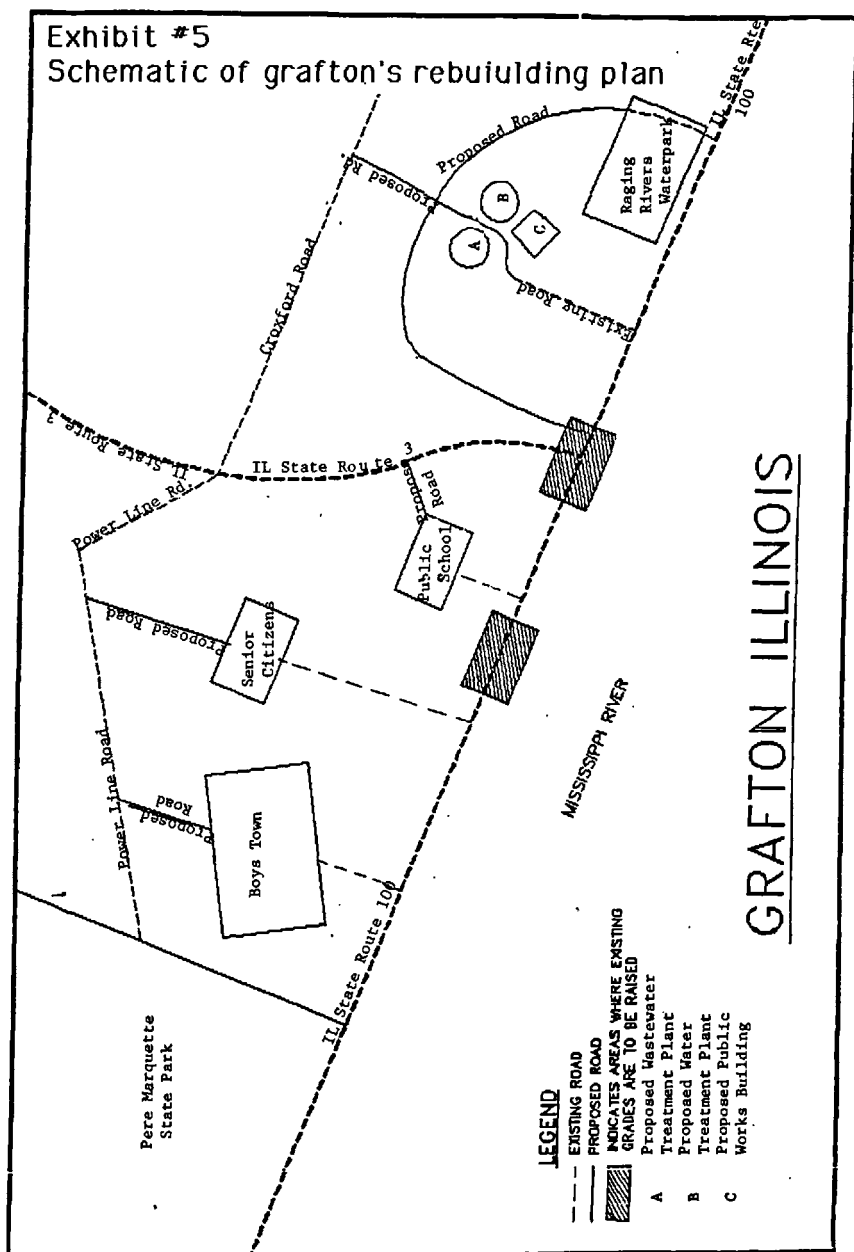 Exhibit #5
Schematic of grafton's rebuiulding plan
IL State Rte
100
Proposed Road
Raging
Rivers
Waterpark
Proposed Rd.
B
A
C
Existing Road
Croxford Road
IL State Route 3
IL State Route 3
Power Line Rd.
Propos
Road
Public
School
Proposed Road
Senior
Citizens
Power Line Road
Proposed
Road
Boys Town
IL State Route 100
Pere Marquette
State Park
MISSISSIPPI RIVER
GRAFTON ILLINOIS
LEGEND
EXISTING ROAD
PROPOSED ROAD
INDICATES AREAS WHERE EXISTING
GRADES ARE TO BE RAISED
A Proposed Wastewater
Treatment Plant
B Proposed Water
Treatment Plant
C Proposed Public
Works Building